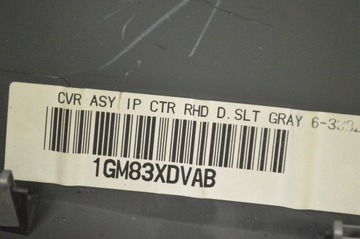 CVR ASY IP CTR RHD D.SLT GRAY
1GM83XDVAB